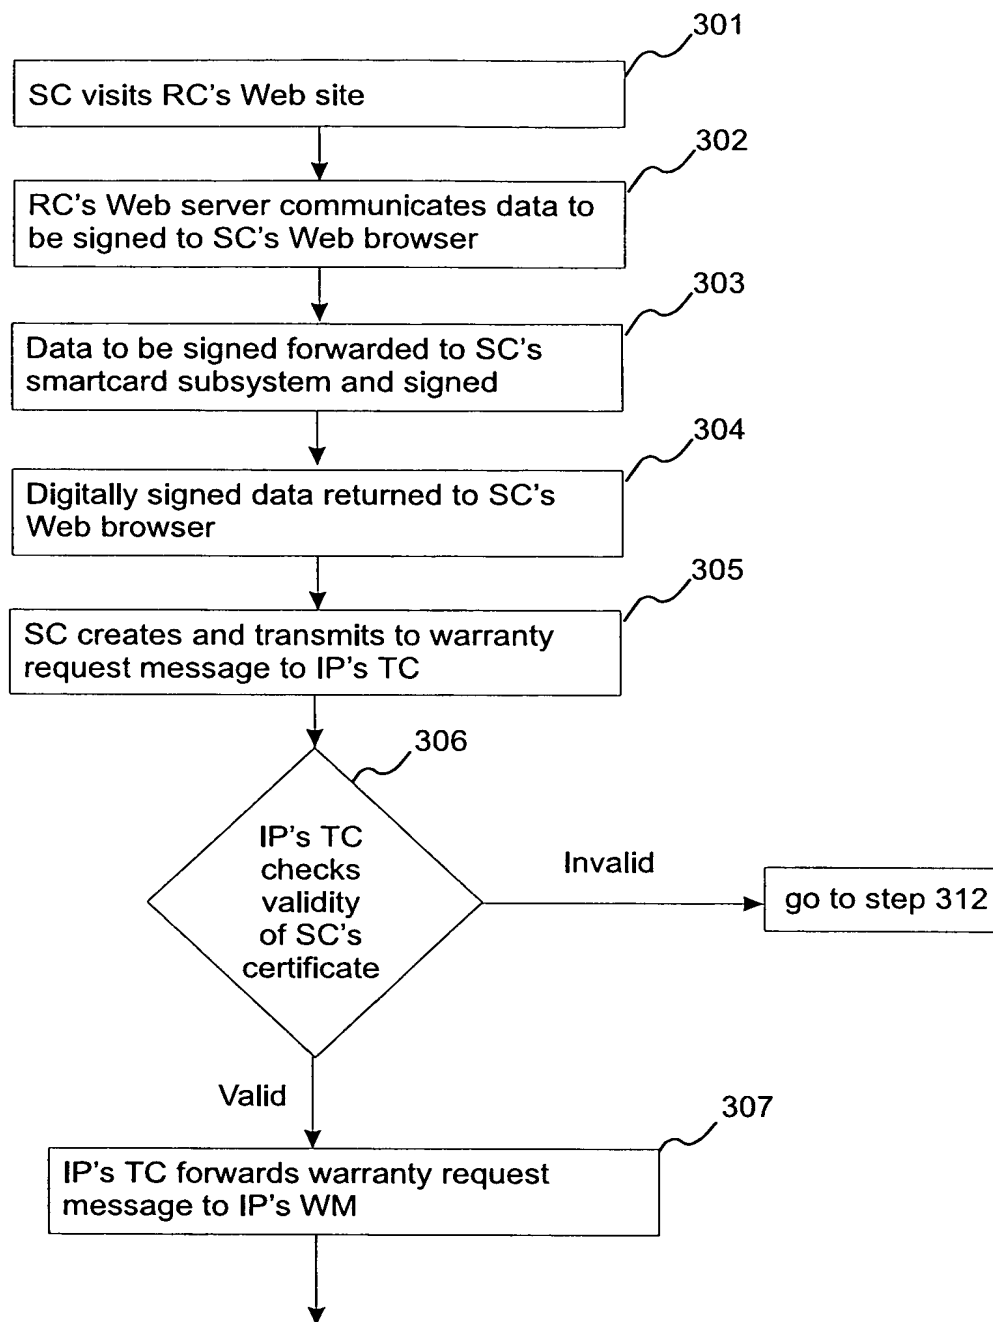 301
SC visits RC's Web site
302
RC's Web server communicates data to
be signed to SC's Web browser
303
Data to be signed forwarded to SC's
smartcard subsystem and signed
304
Digitally signed data returned to SC's
Web browser
305
SC creates and transmits to warranty
request message to IP's TC
306
IP's TC
checks
validity
of SC's
certificate
Invalid
go to step 312
Valid
307
IP's TC forwards warranty request
message to IP's WM